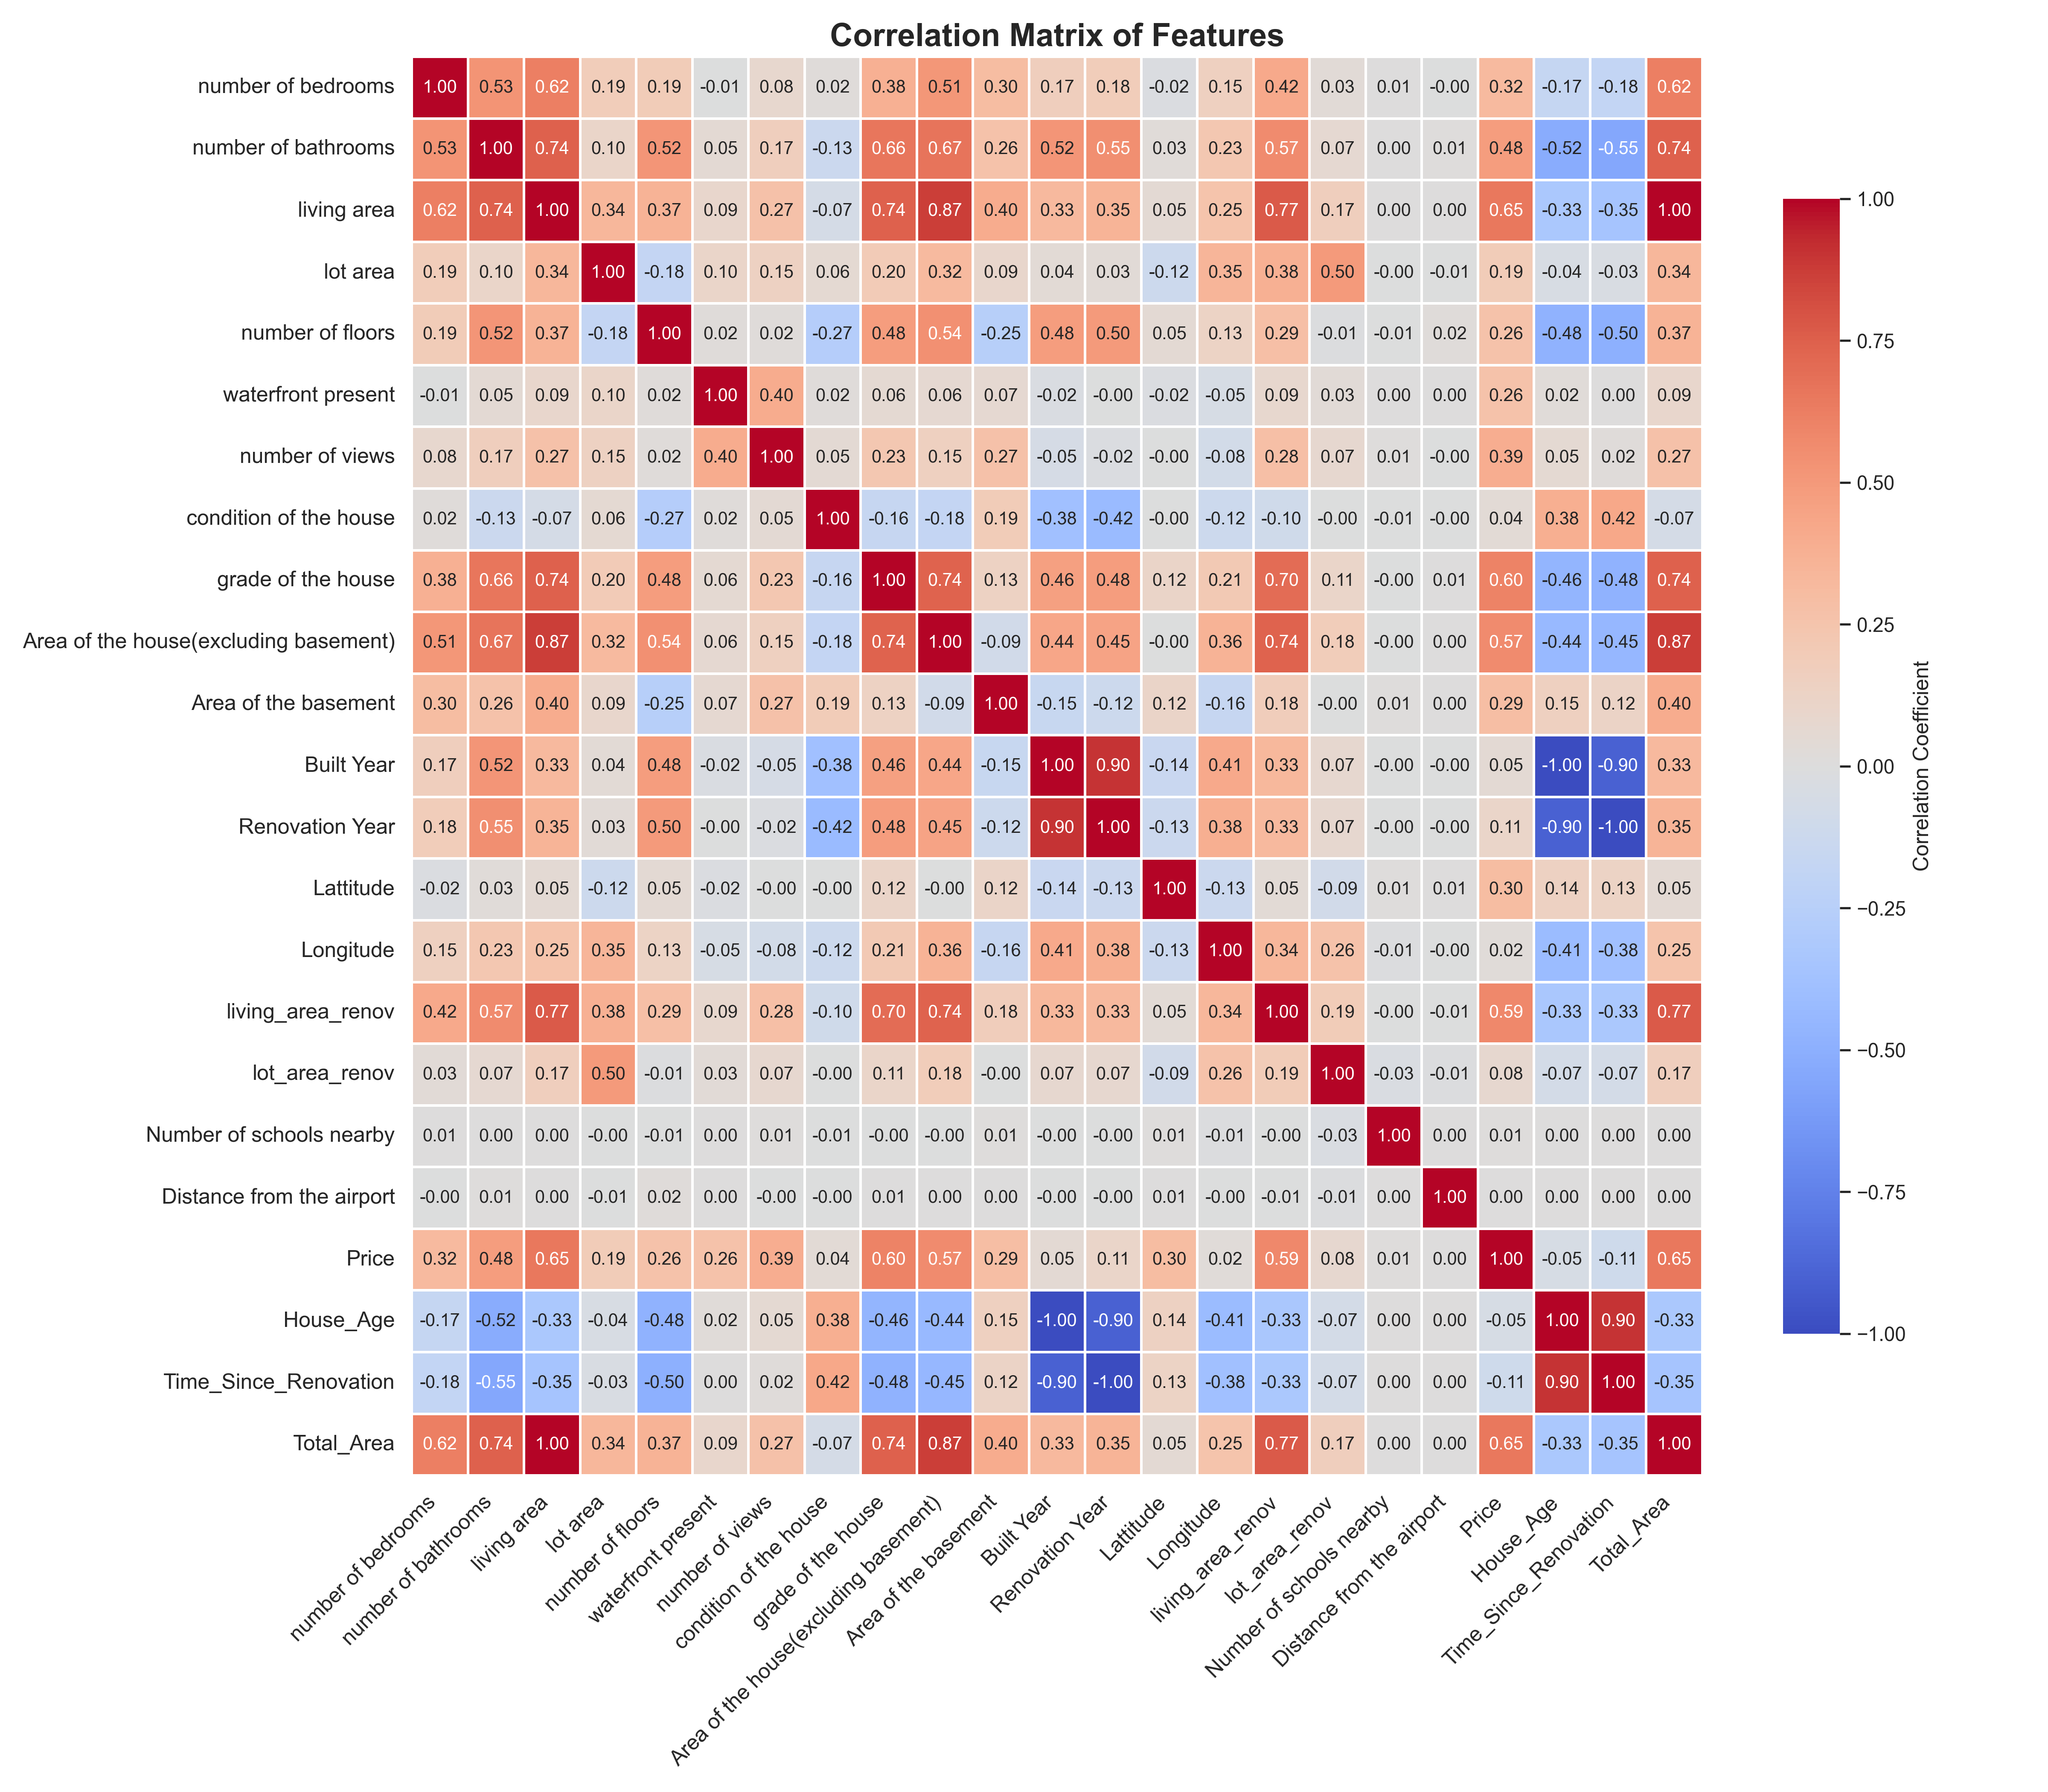 Correlation Matrix of Features
number of bedrooms 1.00 0.53 0.62 0.19 0.19 -0.01 0.08 0.02 0.38 0.51 0.30 0.17 0.18 -0.02 0.15 0.42 0.03 0.01 -0.00 0.32 -0.17 -0.18 0.62
number of bathrooms 0.53 1.00 0.74 0.10 0.52 0.05 0.17 -0.13 0.66 0.67 0.26 0.52 0.55 0.03 0.23 0.57 0.07 0.00 0.01 0.48 -0.52 -0.55 0.74
living area 0.62 0.74 1.00 0.34 0.37 0.09 0.27 -0.07 0.74 0.87 0.40 0.33 0.35 0.05 0.25 0.77 0.17 0.00 0.00 0.65 -0.33 -0.35 1.00
lot area 0.19 0.10 0.34 1.00 -0.18 0.10 0.15 0.06 0.20 0.32 0.09 0.04 0.03 -0.12 0.35 0.38 0.50 -0.00 -0.01 0.19 -0.04 -0.03 0.34
number of floors 0.19 0.52 0.37 -0.18 1.00 0.02 0.02 -0.27 0.48 0.54 -0.25 0.48 0.50 0.05 0.13 0.29 -0.01 -0.01 0.02 0.26 -0.48 -0.50 0.37
waterfront present -0.01 0.05 0.09 0.10 0.02 1.00 0.40 0.02 0.06 0.06 0.07 -0.02 -0.00 -0.02 -0.05 0.09 0.03 0.00 0.00 0.26 0.02 0.00 0.09
number of views 0.08 0.17 0.27 0.15 0.02 0.40 1.00 0.05 0.23 0.15 0.27 -0.05 -0.02 -0.00 -0.08 0.28 0.07 0.01 -0.00 0.39 0.05 0.02 0.27
condition of the house 0.02 -0.13 -0.07 0.06 -0.27 0.02 0.05 1.00 -0.16 -0.18 0.19 -0.38 -0.42 -0.00 -0.12 -0.10 -0.00 -0.01 -0.00 0.04 0.38 0.42 -0.07
grade of the house 0.38 0.66 0.74 0.20 0.48 0.06 0.23 -0.16 1.00 0.74 0.13 0.46 0.48 0.12 0.21 0.70 0.11 -0.00 0.01 0.60 -0.46 -0.48 0.74
Area of the house(excluding basement) 0.51 0.67 0.87 0.32 0.54 0.06 0.15 -0.18 0.74 1.00 -0.09 0.44 0.45 -0.00 0.36 0.74 0.18 -0.00 0.00 0.57 -0.44 -0.45 0.87
Area of the basement 0.30 0.26 0.40 0.09 -0.25 0.07 0.27 0.19 0.13 -0.09 1.00 -0.15 -0.12 0.12 -0.16 0.18 -0.00 0.01 0.00 0.29 0.15 0.12 0.40
Built Year 0.17 0.52 0.33 0.04 0.48 -0.02 -0.05 -0.38 0.46 0.44 -0.15 1.00 0.90 -0.14 0.41 0.33 0.07 -0.00 -0.00 0.05 -1.00 -0.90 0.33
Renovation Year 0.18 0.55 0.35 0.03 0.50 -0.00 -0.02 -0.42 0.48 0.45 -0.12 0.90 1.00 -0.13 0.38 0.33 0.07 -0.00 -0.00 0.11 -0.90 -1.00 0.35
Lattitude -0.02 0.03 0.05 -0.12 0.05 -0.02 -0.00 -0.00 0.12 -0.00 0.12 -0.14 -0.13 1.00 -0.13 0.05 -0.09 0.01 0.01 0.30 0.14 0.13 0.05
Longitude 0.15 0.23 0.25 0.35 0.13 -0.05 -0.08 -0.12 0.21 0.36 -0.16 0.41 0.38 -0.13 1.00 0.34 0.26 -0.01 -0.00 0.02 -0.41 -0.38 0.25
living_area_renov 0.42 0.57 0.77 0.38 0.29 0.09 0.28 -0.10 0.70 0.74 0.18 0.33 0.33 0.05 0.34 1.00 0.19 -0.00 -0.01 0.59 -0.33 -0.33 0.77
lot_area_renov 0.03 0.07 0.17 0.50 -0.01 0.03 0.07 -0.00 0.11 0.18 -0.00 0.07 0.07 -0.09 0.26 0.19 1.00 -0.03 -0.01 0.08 -0.07 -0.07 0.17
Number of schools nearby 0.01 0.00 0.00 -0.00 -0.01 0.00 0.01 -0.01 -0.00 -0.00 0.01 -0.00 -0.00 0.01 -0.01 -0.00 -0.03 1.00 0.00 0.01 0.00 0.00 0.00
Distance from the airport -0.00 0.01 0.00 -0.01 0.02 0.00 -0.00 -0.00 0.01 0.00 0.00 -0.00 -0.00 0.01 -0.00 -0.01 -0.01 0.00 1.00 0.00 0.00 0.00 0.00
Price 0.32 0.48 0.65 0.19 0.26 0.26 0.39 0.04 0.60 0.57 0.29 0.05 0.11 0.30 0.02 0.59 0.08 0.01 0.00 1.00 -0.05 -0.11 0.65
House_Age -0.17 -0.52 -0.33 -0.04 -0.48 0.02 0.05 0.38 -0.46 -0.44 0.15 -1.00 -0.90 0.14 -0.41 -0.33 -0.07 0.00 0.00 -0.05 1.00 0.90 -0.33
Time_Since_Renovation -0.18 -0.55 -0.35 -0.03 -0.50 0.00 0.02 0.42 -0.48 -0.45 0.12 -0.90 -1.00 0.13 -0.38 -0.33 -0.07 0.00 0.00 -0.11 0.90 1.00 -0.35
Total_Area 0.62 0.74 1.00 0.34 0.37 0.09 0.27 -0.07 0.74 0.87 0.40 0.33 0.35 0.05 0.25 0.77 0.17 0.00 0.00 0.65 -0.33 -0.35 1.00
number of bedrooms
number of bathrooms
living area
lot area
number of floors
waterfront present
number of views
condition of the house
grade of the house
Area of the house(excluding basement)
Area of the basement
Built Year
Renovation Year
Lattitude
Longitude
living_area_renov
lot_area_renov
Number of schools nearby
Distance from the airport
Price
House_Age
Time_Since_Renovation
Total_Area
1.00
0.75
0.50
0.25
0.00
−0.25
−0.50
−0.75
−1.00
Correlation Coefficient